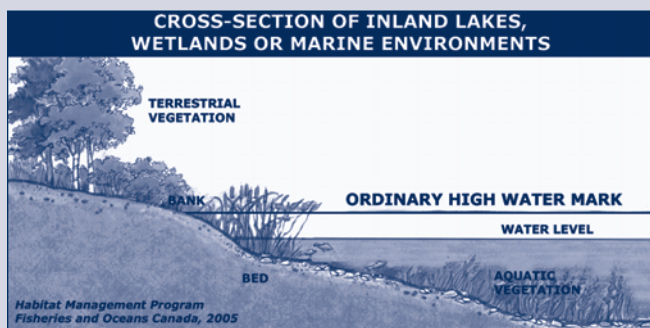 CROSS-SECTION OF INLAND LAKES,
WETLANDS OR MARINE ENVIRONMENTS
TERRESTRIAL
VEGETATION
BANK
ORDINARY HIGH WATER MARK
WATER LEVEL
BED
AQUATIC
VEGETATION
Habitat Management Program
Fisheries and Oceans Canada, 2005